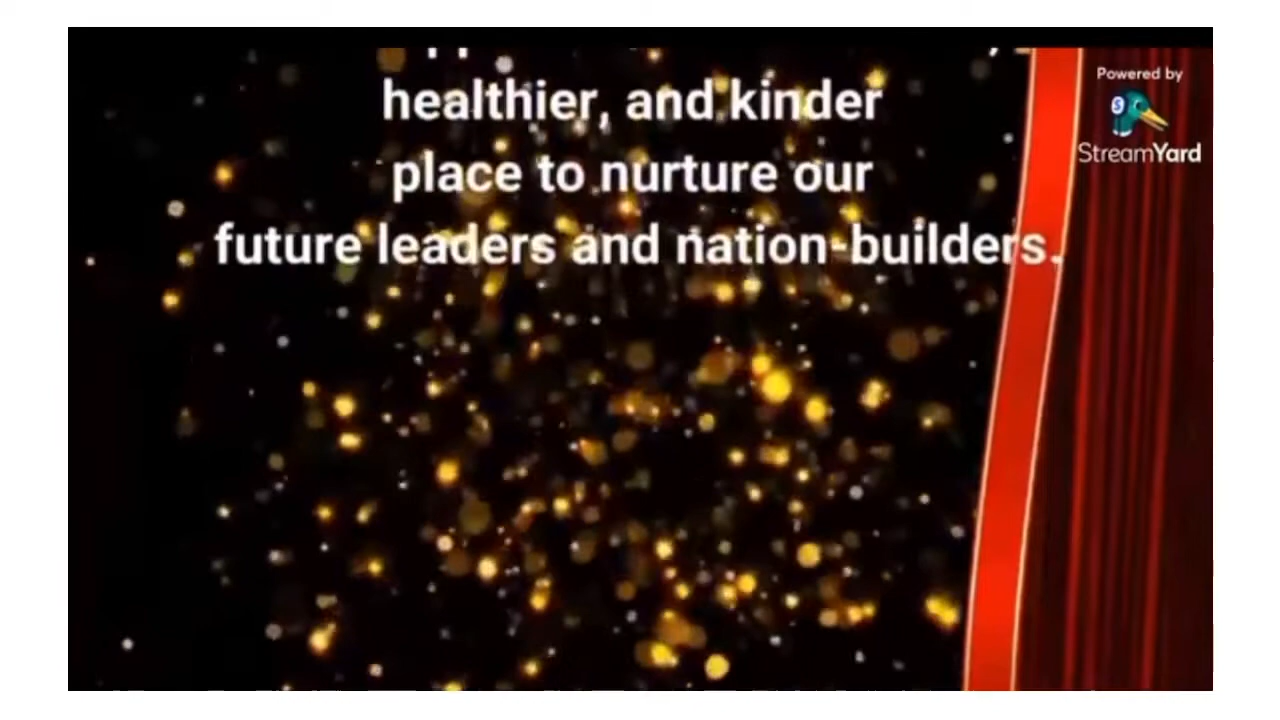 healthier, and kinder
place to nurture our
future leaders and nation-builders.
Powered by
StreamYard